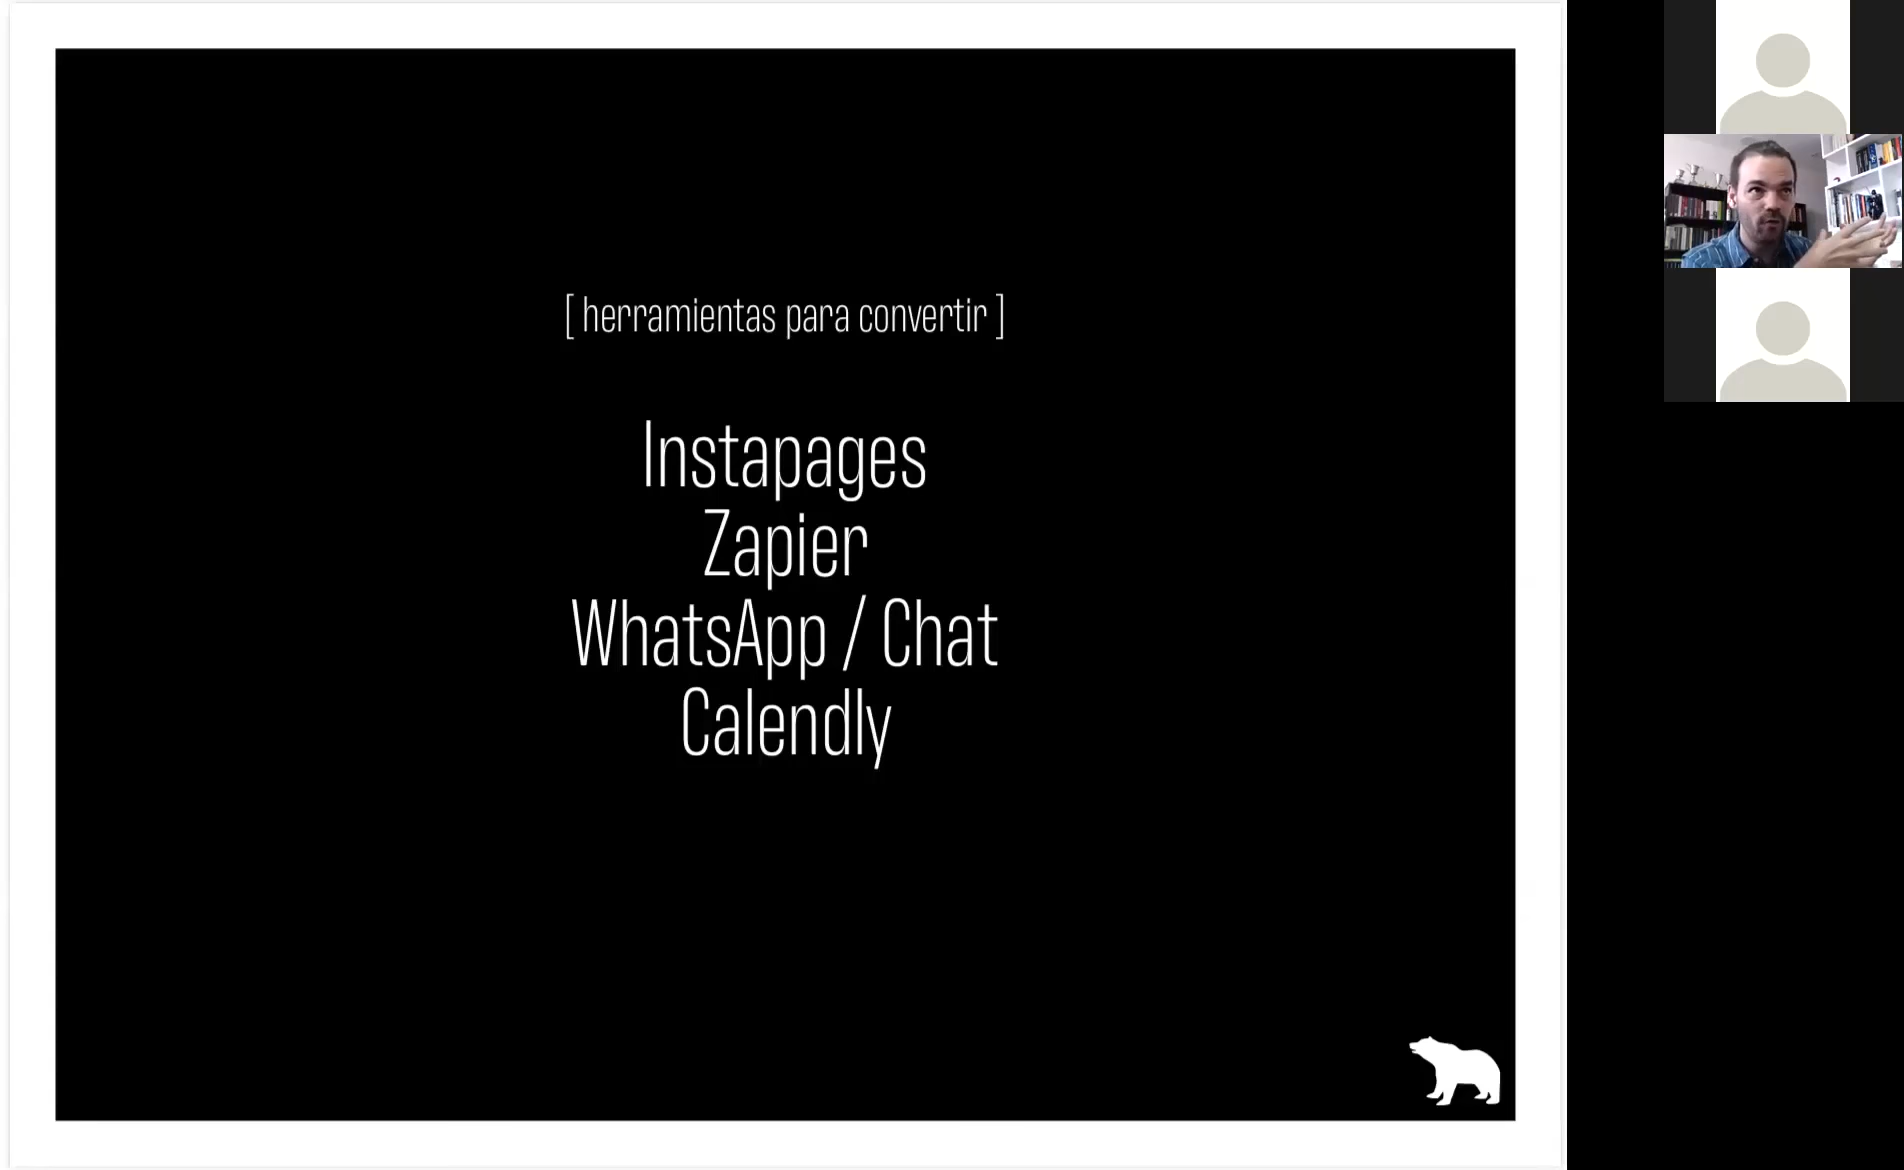 [ herramientas para convertir ]
Instapages
Zapier
WhatsApp / Chat
Calendly